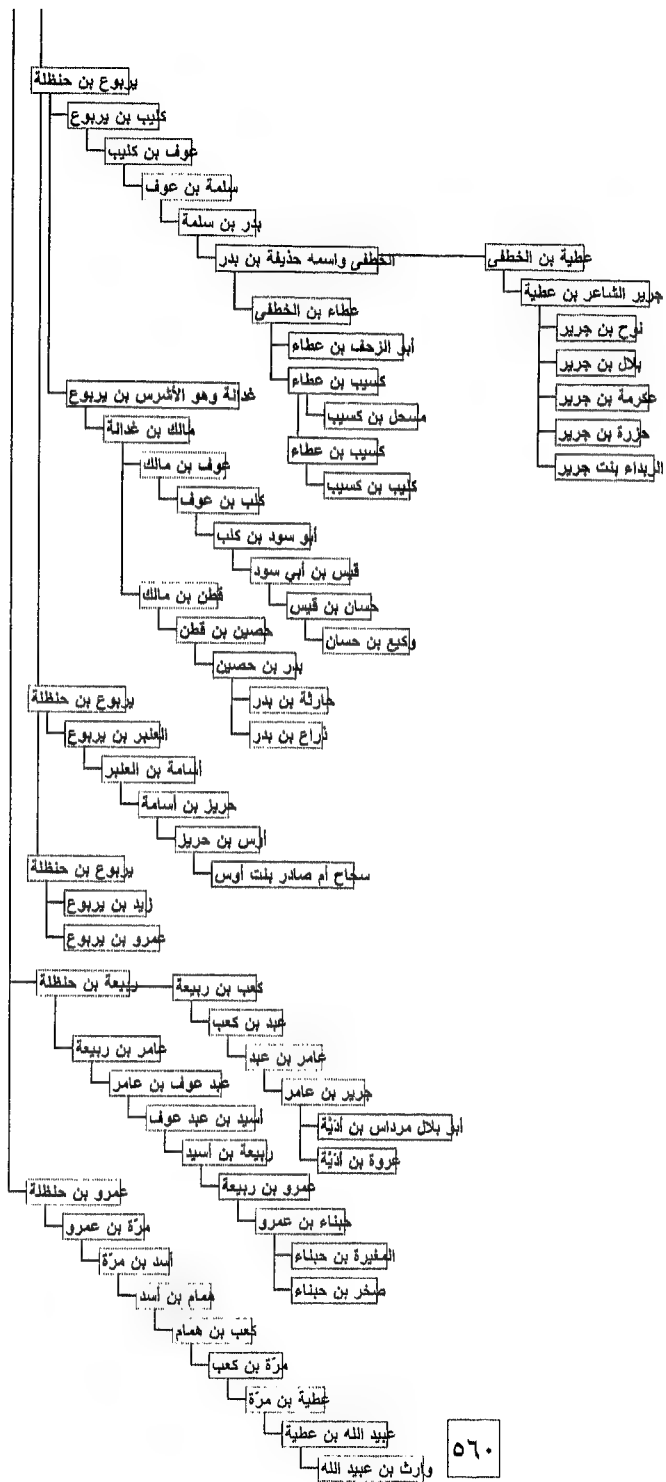 يربوع بن حنظلة
كليب بن يربوع
عوف بن كليب
سلمة بن عوف
بدر بن سلمة
الخطفى واسمه حذيفة بن بدر
عطية بن الخطفى
جرير الشاعر بن عطية
نوح بن جرير
بلال بن جرير
عكرمة بن جرير
حزرة بن جرير
الربداء بنت جرير
عطاء بن الخطفى
أبو الزحف بن عطاء
كسيب بن عطاء
مسحل بن كسيب
كسيب بن عطاء
كليب بن كسيب
غدانة وهو الأشرس بن يربوع
مالك بن غدانة
عوف بن مالك
كلب بن عوف
أبو سود بن كلب
قيس بن أبي سود
حسان بن قيس
وكيع بن حسان
قطن بن مالك
حصين بن قطن
بدر بن حصين
حارثة بن بدر
ذراع بن بدر
يربوع بن حنظلة
العنبر بن يربوع
أسامة بن العنبر
حريز بن أسامة
أوس بن حريز
سجاح أم صادر بنت أوس
يربوع بن حنظلة
زيد بن يربوع
عمرو بن يربوع
ربيعة بن حنظلة
كعب بن ربيعة
عبد بن كعب
عامر بن عبد
جرير بن عامر
أبو بلال مرداس بن أديّة
عروة بن أديّة
عامر بن ربيعة
عبد عوف بن عامر
أسيد بن عبد عوف
ربيعة بن أسيد
عمرو بن ربيعة
حبناء بن عمرو
المغيرة بن حبناء
صخر بن حبناء
عمرو بن حنظلة
مرّة بن عمرو
أسد بن مرّة
همام بن أسد
كعب بن همام
مرّة بن كعب
عطية بن مرّة
عبيد الله بن عطية
وارث بن عبيد الله
٥٦٠